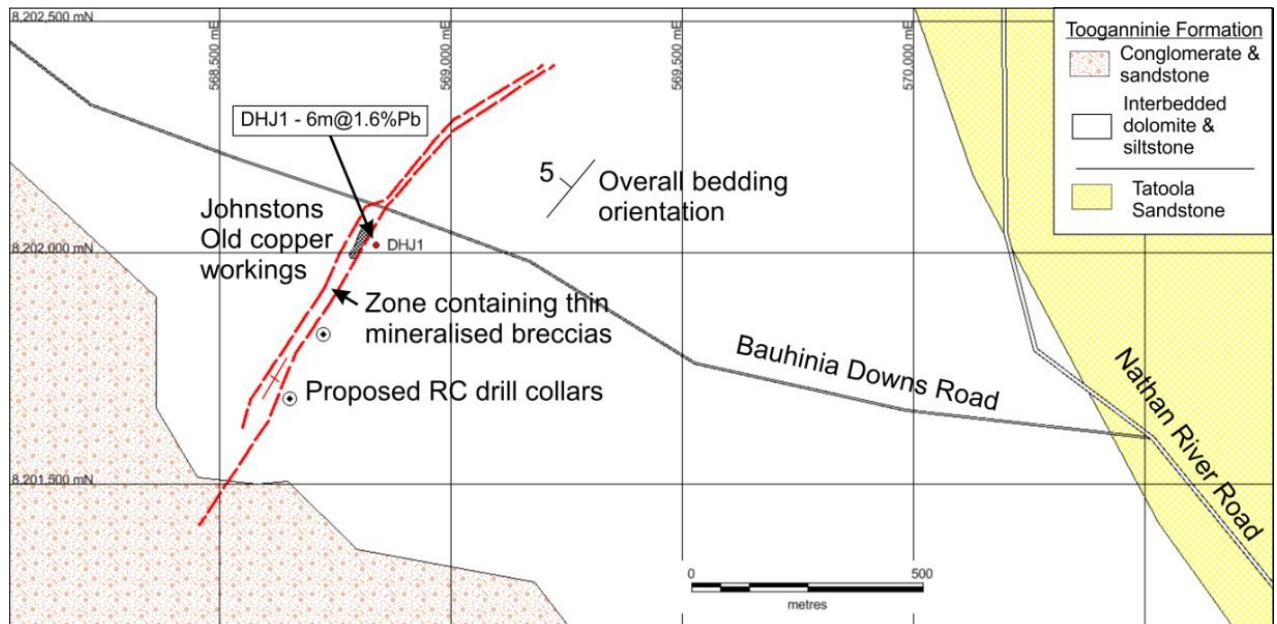 8,202,500 mN
568,500 mE
569,000 mE
569,500 mE
570,000 mE
Tooganninie Formation
Conglomerate &
sandstone
Interbedded
dolomite &
siltstone
Tatoola
Sandstone
DHJ1 - 6m@1.6%Pb
5
Overall bedding
orientation
Johnstons
Old copper
workings
DHJ1
8,202,000 mN
Zone containing thin
mineralised breccias
Bauhinia Downs Road
Proposed RC drill collars
Nathan River Road
8,201,500 mN
0
500
metres